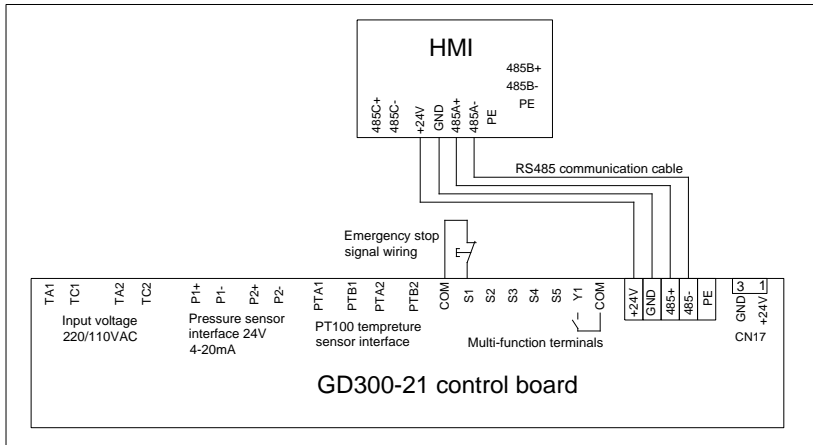 HMI
485B+
485B-
PE
485C+
485C-
+24V
GND
485A+
485A-
PE
RS485 communication cable
Emergency stop
signal wiring
TA1
TC1
TA2
TC2
P1+
P1-
P2+
P2-
PTA1
PTB1
PTA2
PTB2
COM
S1
S2
S3
S4
S5
Y1
COM
+24V
GND
485+
485-
PE
3 1
GND
+24V
CN17
Input voltage
220/110VAC
Pressure sensor
interface 24V
4-20mA
PT100 tempreture
sensor interface
Multi-function terminals
GD300-21 control board